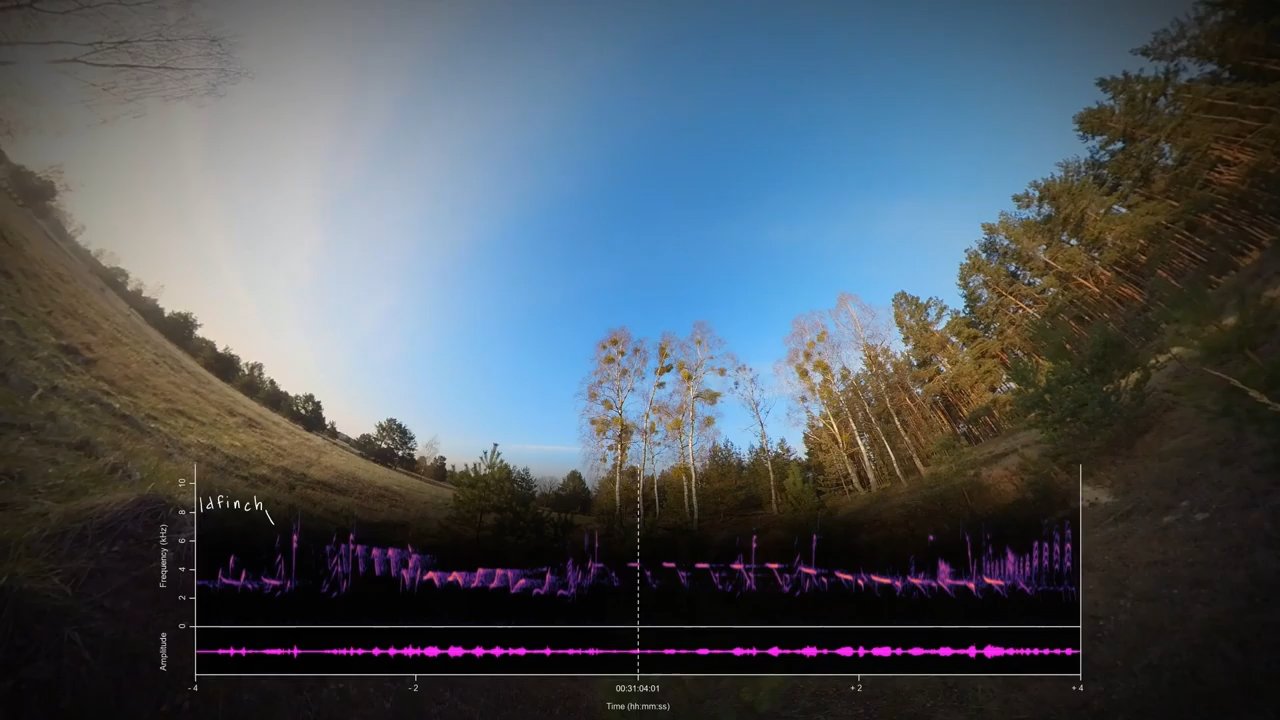 ldfinch
10
8
6
4
2
0
Frequency (kHz)
Amplitude
- 4
- 2
00:31:04:01
+ 2
+ 4
Time (hh:mm:ss)